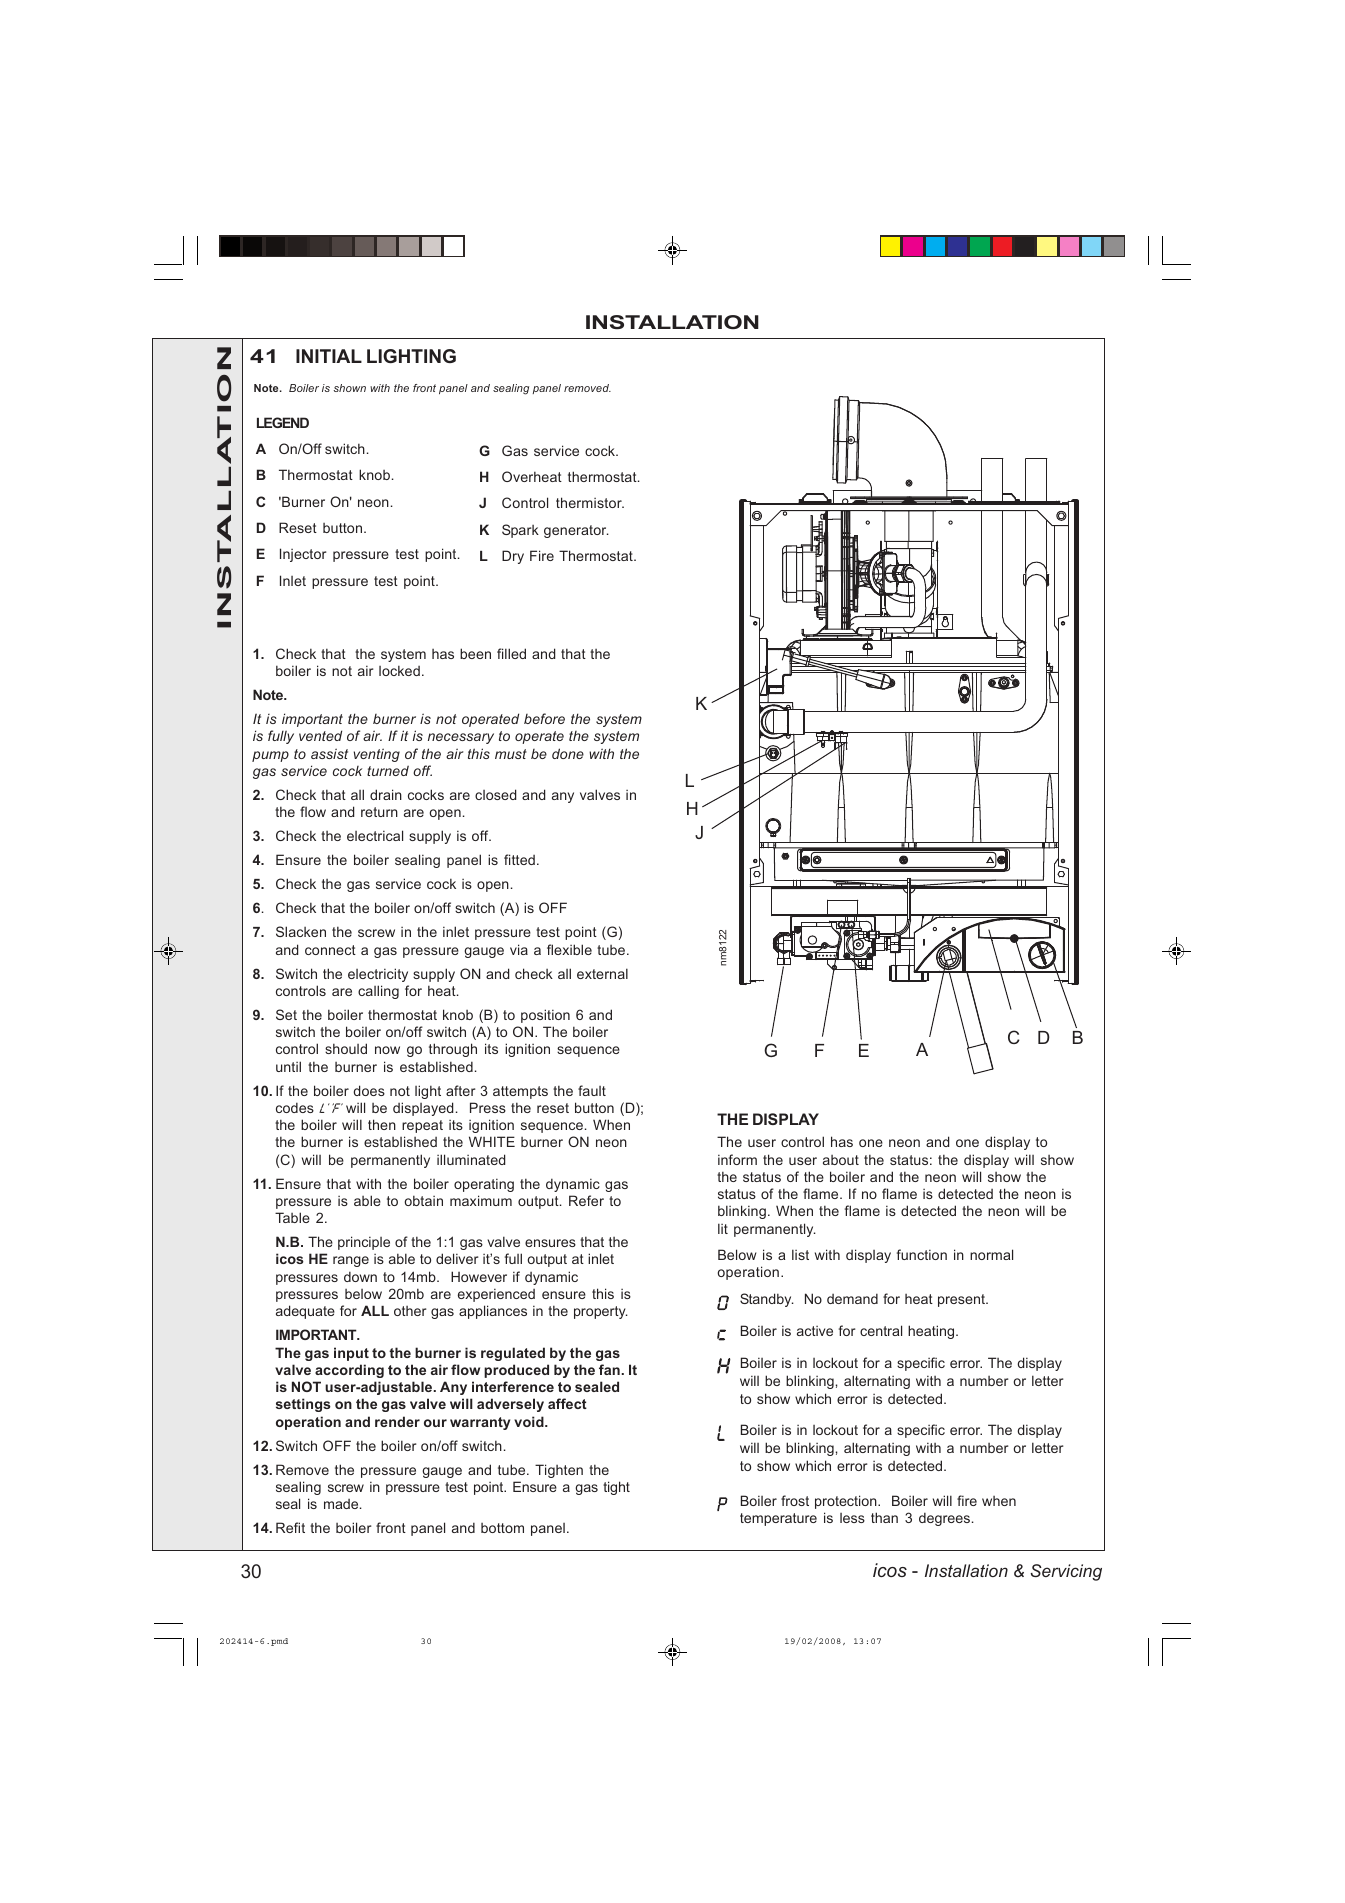 INSTALLATION
INSTALLATION
41 INITIAL LIGHTING
Note. Boiler is shown with the front panel and sealing panel removed.
LEGEND
A On/Off switch.
B Thermostat knob.
C 'Burner On' neon.
D Reset button.
E Injector pressure test point.
F Inlet pressure test point.
G Gas service cock.
H Overheat thermostat.
J Control thermistor.
K Spark generator.
L Dry Fire Thermostat.
1. Check that the system has been filled and that the
boiler is not air locked.
Note.
It is important the burner is not operated before the system
is fully vented of air. If it is necessary to operate the system
pump to assist venting of the air this must be done with the
gas service cock turned off.
2. Check that all drain cocks are closed and any valves in
the flow and return are open.
3. Check the electrical supply is off.
4. Ensure the boiler sealing panel is fitted.
5. Check the gas service cock is open.
6. Check that the boiler on/off switch (A) is OFF
7. Slacken the screw in the inlet pressure test point (G)
and connect a gas pressure gauge via a flexible tube.
8. Switch the electricity supply ON and check all external
controls are calling for heat.
9. Set the boiler thermostat knob (B) to position 6 and
switch the boiler on/off switch (A) to ON. The boiler
control should now go through its ignition sequence
until the burner is established.
10. If the boiler does not light after 3 attempts the fault
codes L 'F' will be displayed. Press the reset button (D);
the boiler will then repeat its ignition sequence. When
the burner is established the WHITE burner ON neon
(C) will be permanently illuminated
11. Ensure that with the boiler operating the dynamic gas
pressure is able to obtain maximum output. Refer to
Table 2.
N.B. The principle of the 1:1 gas valve ensures that the
icos HE range is able to deliver it's full output at inlet
pressures down to 14mb. However if dynamic
pressures below 20mb are experienced ensure this is
adequate for ALL other gas appliances in the property.
IMPORTANT.
The gas input to the burner is regulated by the gas
valve according to the air flow produced by the fan. It
is NOT user-adjustable. Any interference to sealed
settings on the gas valve will adversely affect
operation and render our warranty void.
12. Switch OFF the boiler on/off switch.
13. Remove the pressure gauge and tube. Tighten the
sealing screw in pressure test point. Ensure a gas tight
seal is made.
14. Refit the boiler front panel and bottom panel.
K
L
H
J
nm8122
G F E A C D B
THE DISPLAY
The user control has one neon and one display to
inform the user about the status: the display will show
the status of the boiler and the neon will show the
status of the flame. If no flame is detected the neon is
blinking. When the flame is detected the neon will be
lit permanently.
Below is a list with display function in normal
operation.
0 Standby. No demand for heat present.
c Boiler is active for central heating.
H Boiler is in lockout for a specific error. The display
will be blinking, alternating with a number or letter
to show which error is detected.
L Boiler is in lockout for a specific error. The display
will be blinking, alternating with a number or letter
to show which error is detected.
P Boiler frost protection. Boiler will fire when
temperature is less than 3 degrees.
30
icos - Installation & Servicing
202414-6.pmd 30 19/02/2008, 13:07